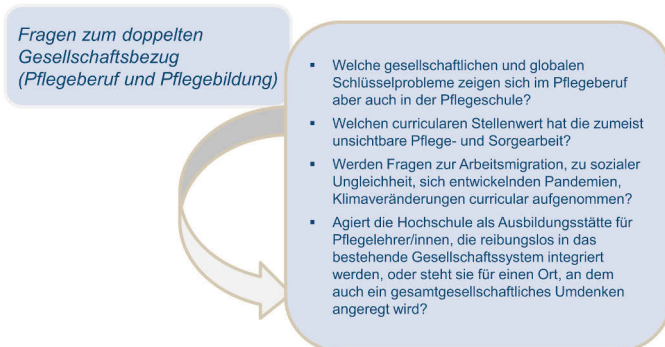 Fragen zum doppelten
Gesellschaftsbezug
(Pflegeberuf und Pflegebildung)
▪ Welche gesellschaftlichen und globalen
Schlüsselprobleme zeigen sich im Pflegeberuf
aber auch in der Pflegeschule?
▪ Welchen curricularen Stellenwert hat die zumeist
unsichtbare Pflege- und Sorgearbeit?
▪ Werden Fragen zur Arbeitsmigration, zu sozialer
Ungleichheit, sich entwickelnden Pandemien,
Klimaveränderungen curricular aufgenommen?
▪ Agiert die Hochschule als Ausbildungsstätte für
Pflegelehrer/innen, die reibungslos in das
bestehende Gesellschaftssystem integriert
werden, oder steht sie für einen Ort, an dem
auch ein gesamtgesellschaftliches Umdenken
angeregt wird?